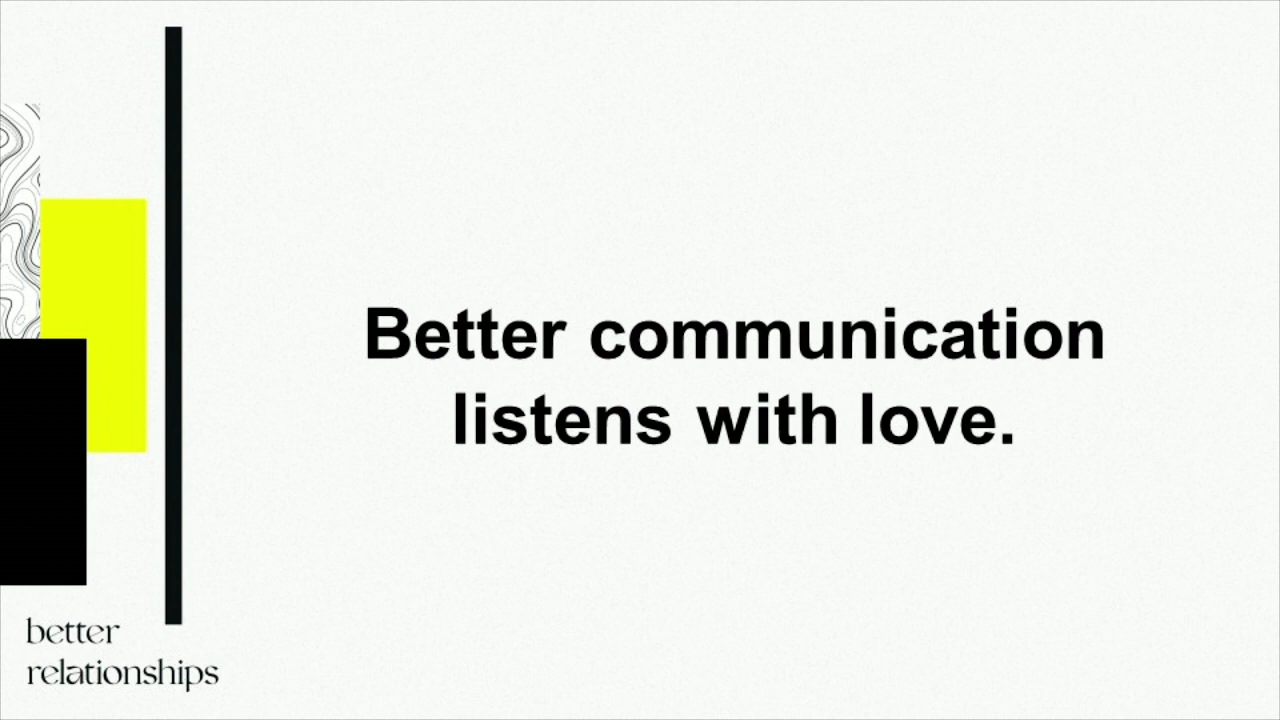 Better communication
listens with love.
better
relationships